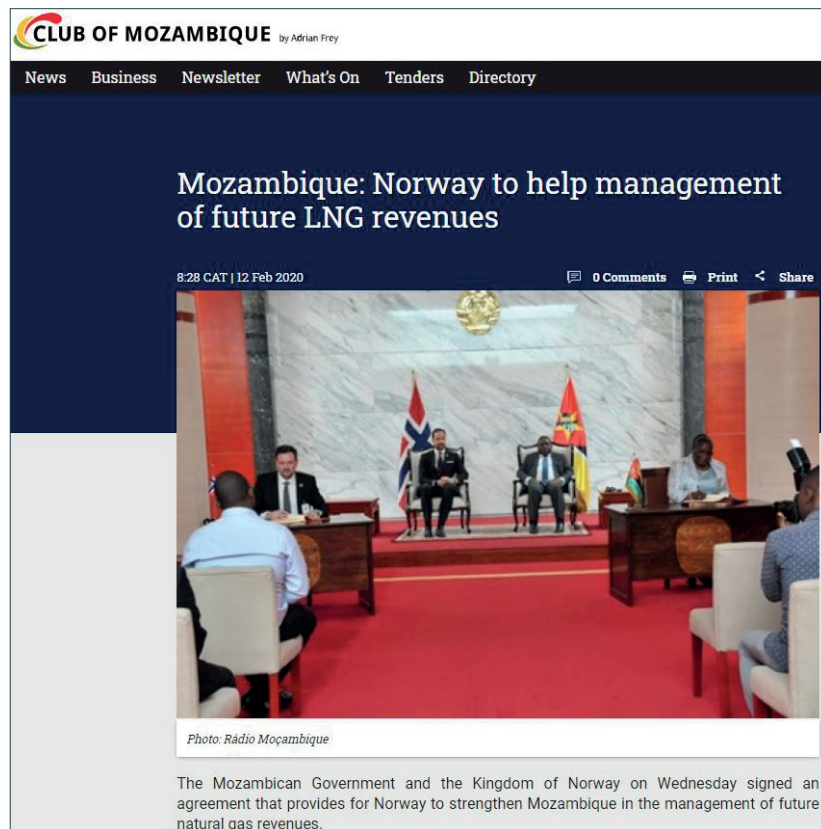 CLUB OF MOZAMBIQUE by Adrian Frey
News Business Newsletter What's On Tenders Directory
Mozambique: Norway to help management
of future LNG revenues
8:28 CAT | 12 Feb 2020 0 Comments Print Share
Photo: Rádio Moçambique
The Mozambican Government and the Kingdom of Norway on Wednesday signed an
agreement that provides for Norway to strengthen Mozambique in the management of future
natural gas revenues.